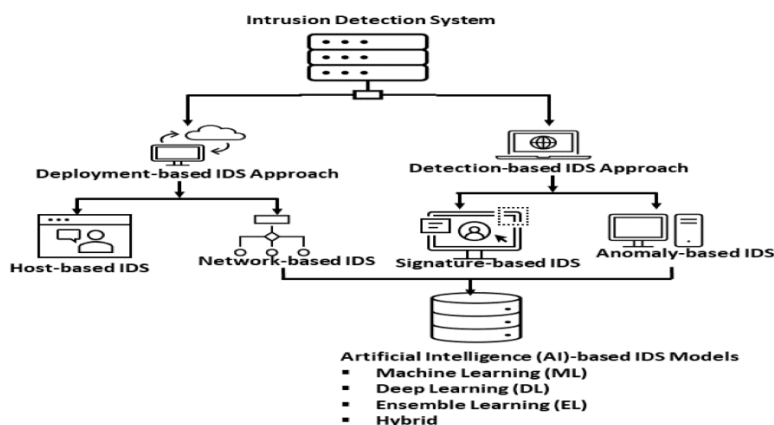 Intrusion Detection System
Deployment-based IDS Approach
Detection-based IDS Approach
Host-based IDS
Network-based IDS
Signature-based IDS
Anomaly-based IDS
Artificial Intelligence (AI)-based IDS Models
▪ Machine Learning (ML)
▪ Deep Learning (DL)
▪ Ensemble Learning (EL)
▪ Hybrid